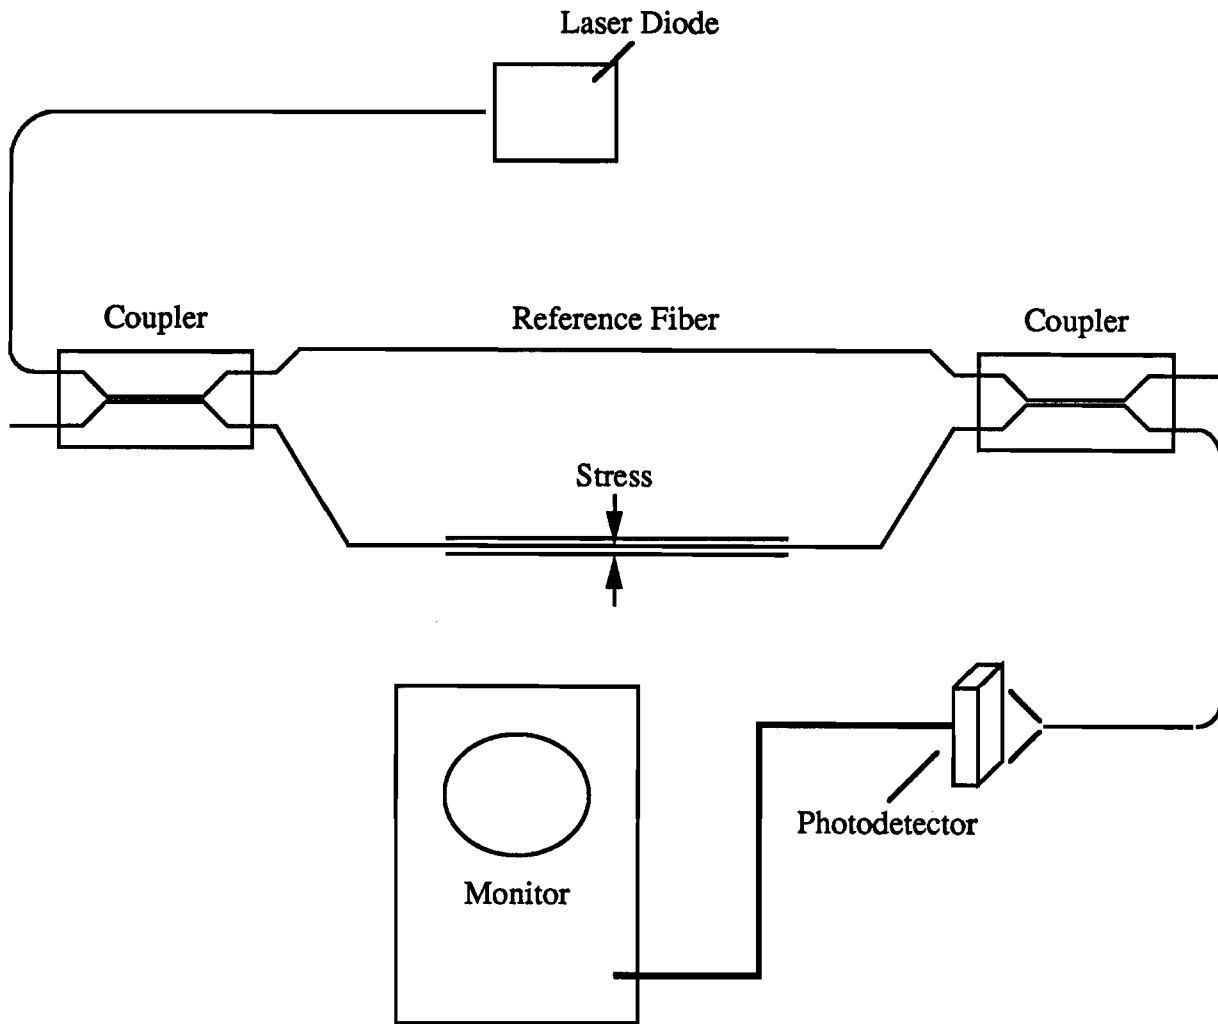 Laser Diode
Coupler
Reference Fiber
Coupler
Stress
Photodetector
Monitor